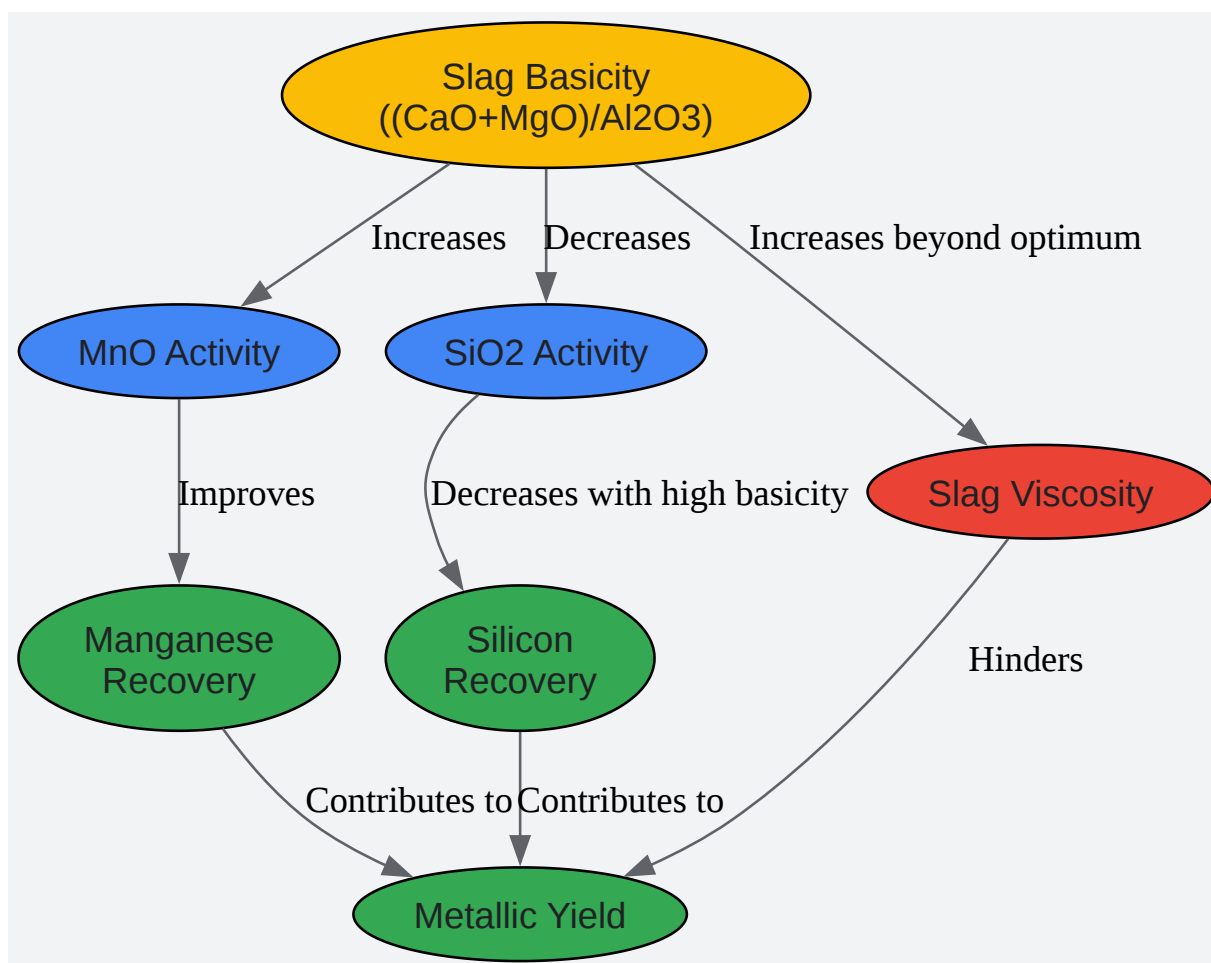 Slag Basicity
((CaO+MgO)/Al2O3)
Increases
Decreases
Increases beyond optimum
MnO Activity
SiO2 Activity
Improves
Decreases with high basicity
Slag Viscosity
Manganese
Recovery
Silicon
Recovery
Hinders
Contributes to
Contributes to
Metallic Yield